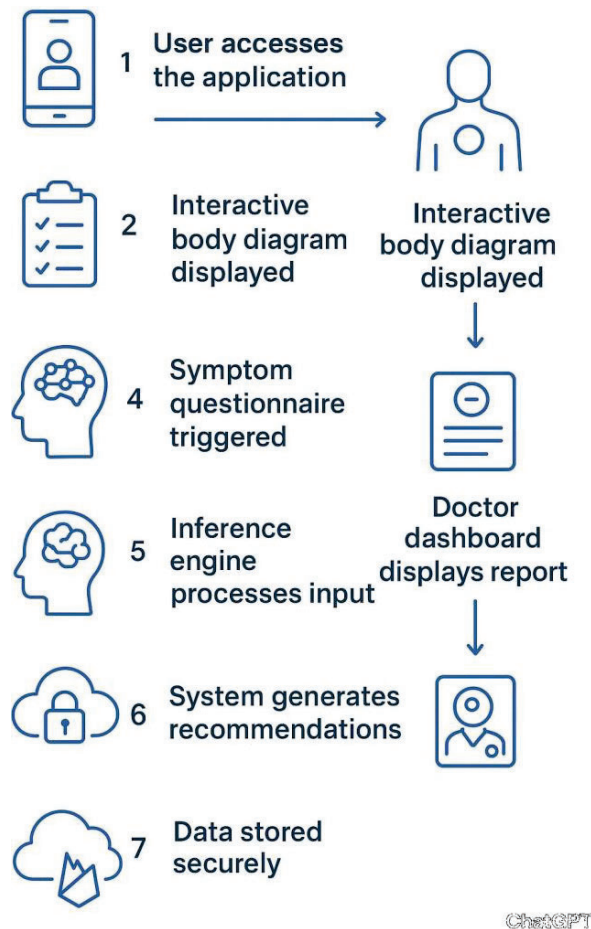 1 User accesses
the application
2 Interactive
body diagram
displayed
4 Symptom
questionnaire
triggered
5 Inference
engine
processes input
6 System generates
recommendations
7 Data stored
securely
Interactive
body diagram
displayed
Doctor
dashboard
displays report
ChatGPT